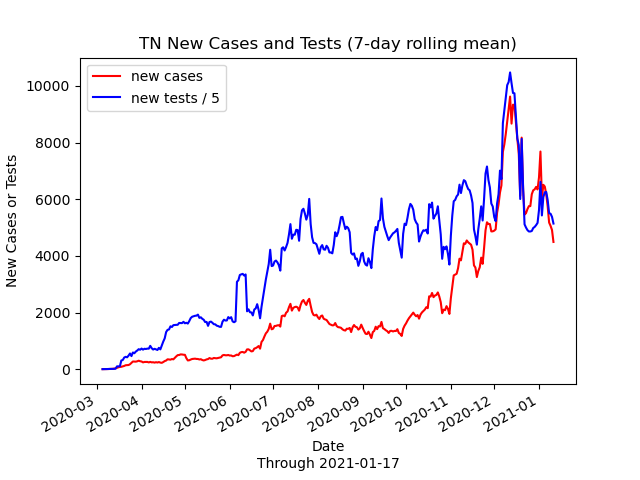 TN New Cases and Tests (7-day rolling mean)
new cases
new tests / 5
New Cases or Tests
10000
8000
6000
4000
2000
0
2020-03
2020-04
2020-05
2020-06
2020-07
2020-08
2020-09
2020-10
2020-11
2020-12
2021-01
Date
Through 2021-01-17